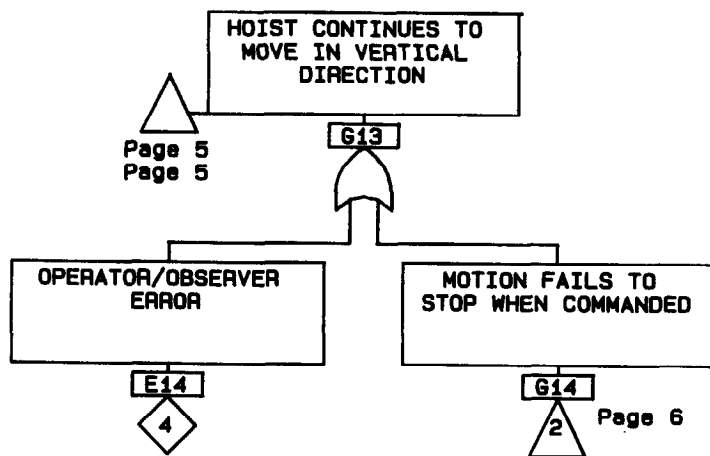 HOIST CONTINUES TO
MOVE IN VERTICAL
DIRECTION
Page 5
Page 5
G13
OPERATOR/OBSERVER
ERROR
E14
4
MOTION FAILS TO
STOP WHEN COMMANDED
G14
2
Page 6